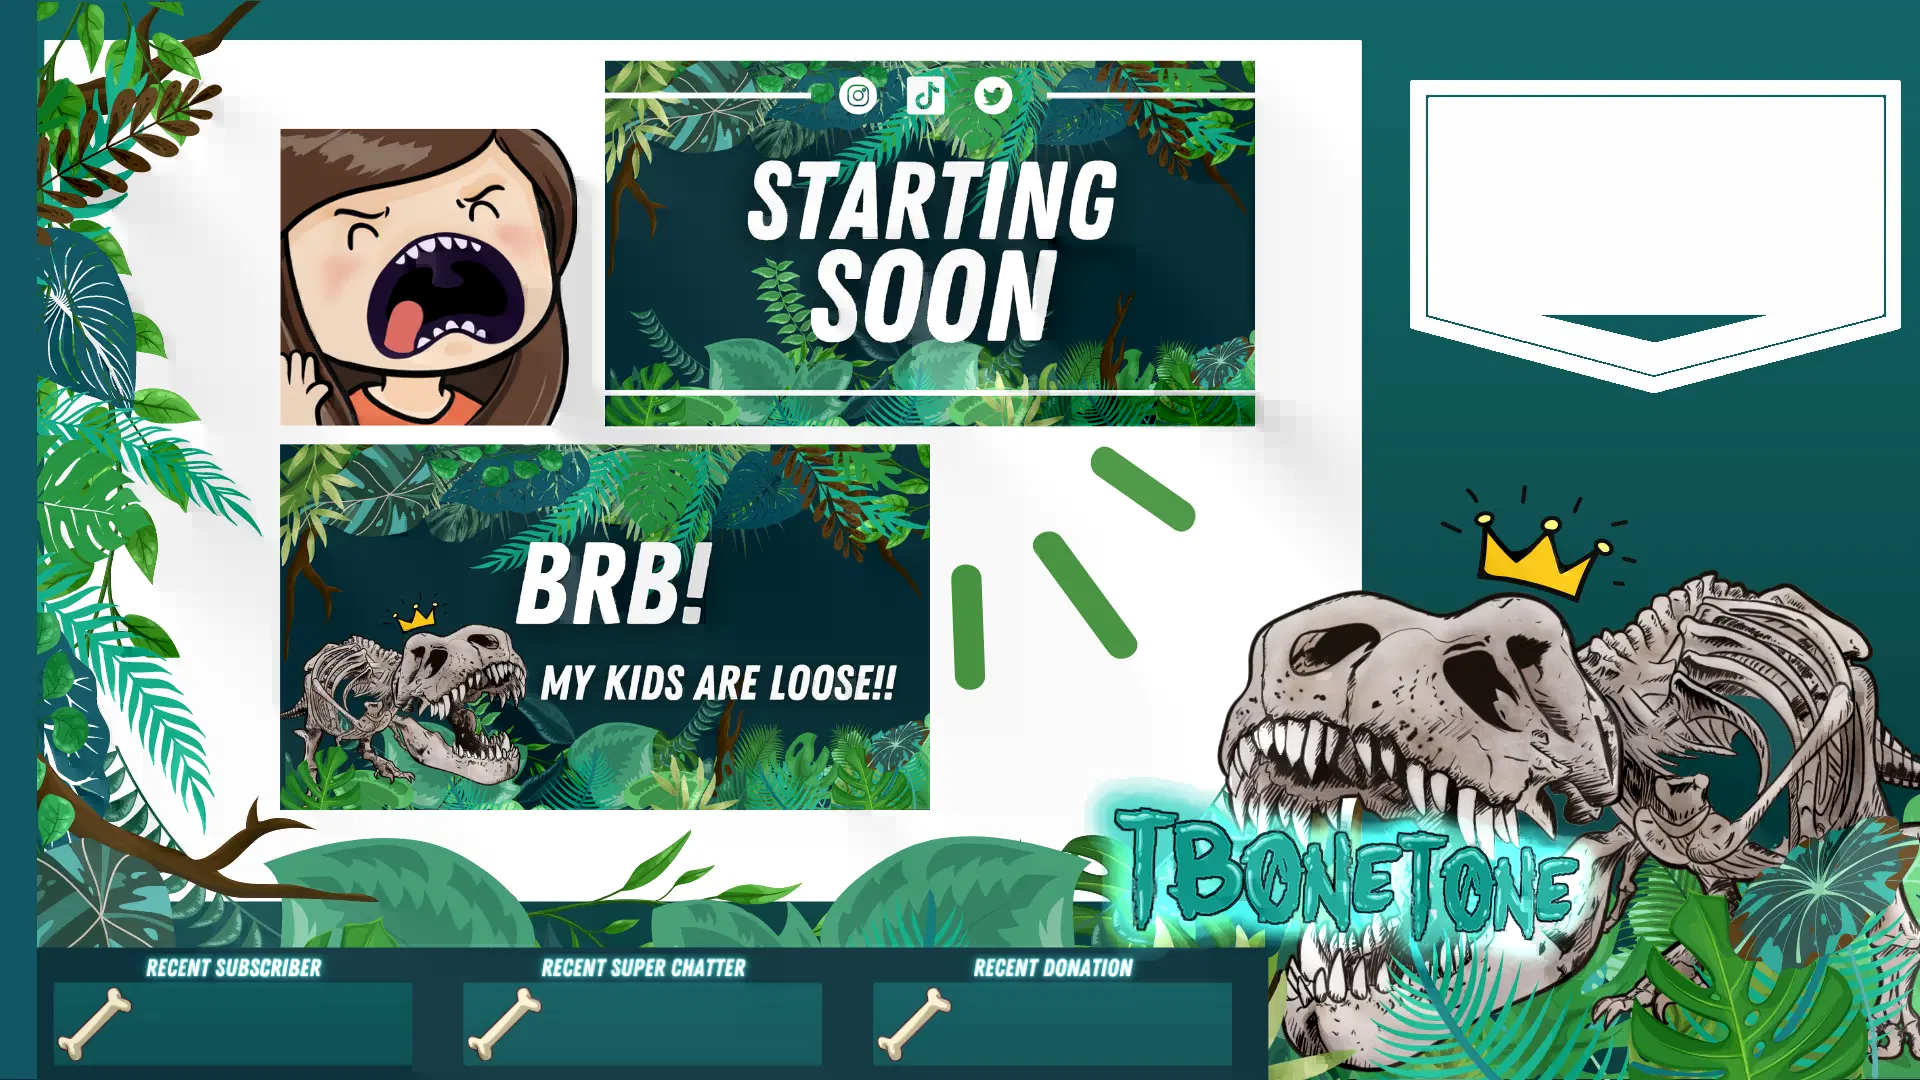 STARTING
SOON
BRB!
MY KIDS ARE LOOSE!!
TBONETONE
RECENT SUBSCRIBER
RECENT SUPER CHATTER
RECENT DONATION